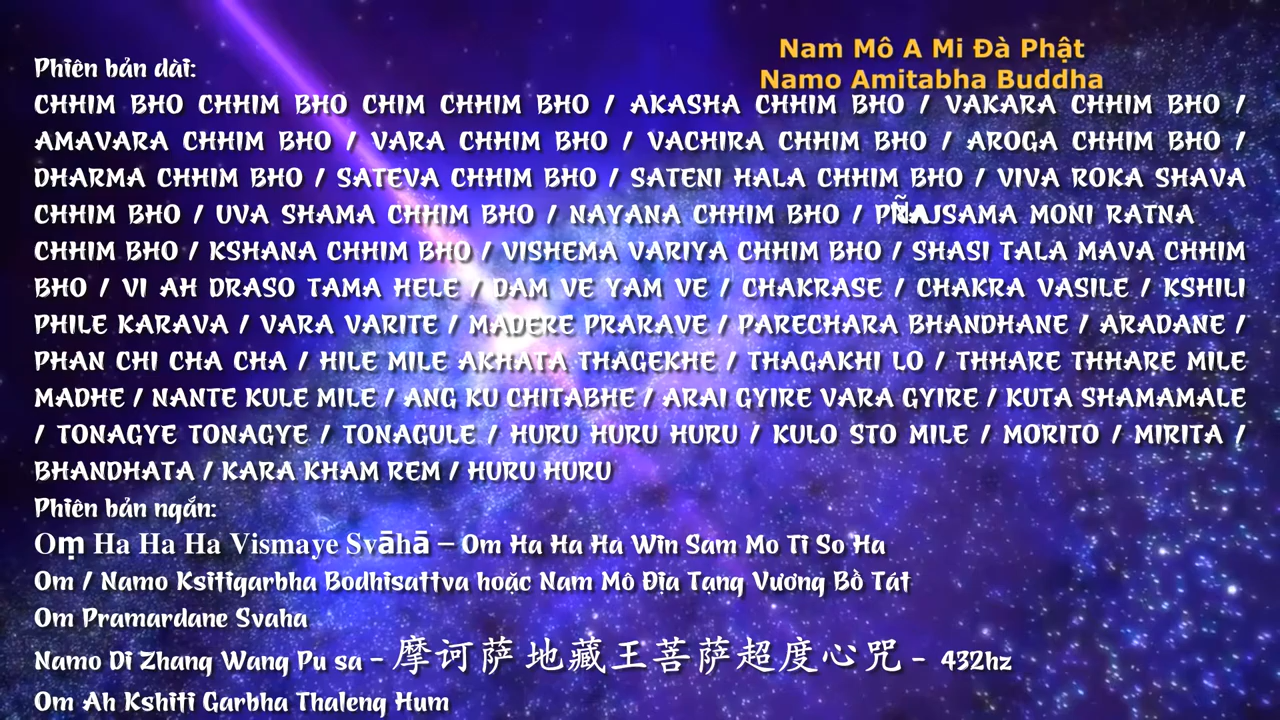 Nam Mô A Mi Đà Phật
Namo Amitabha Buddha
Phiên bản dài:
CHHIM BHO CHHIM BHO CHIM CHHIM BHO / AKASHA CHHIM BHO / VAKARA CHHIM BHO /
AMAVARA CHHIM BHO / VARA CHHIM BHO / VACHIRA CHHIM BHO / AROGA CHHIM BHO /
DHARMA CHHIM BHO / SATEVA CHHIM BHO / SATENI HALA CHHIM BHO / VIVA ROKA SHAVA
CHHIM BHO / UVA SHAMA CHHIM BHO / NAYANA CHHIM BHO / MONI RATNA
CHHIM BHO / KSHANA CHHIM BHO / VISHEMA VARIYA CHHIM BHO / SHASI TALA MAVA CHHIM
BHO / VI AH DRASO TAMA HELE / DAM VE YAM VE / CHAKRASE / CHAKRA VASILE / KSHILI
PHILE KARAVA / VARA VARITE / MADERE PRARAVE / PARECHARA BHANDHANE / ARADANE /
PHAN CHI CHA CHA / HILE MILE AKHATA THAGEKHE / THAGAKHI LO / THHARE THHARE MILE
MADHE / NANTE KULE MILE / ANG KU CHITABHE / ARAI GYIRE VARA GYIRE / KUTA SHAMAMALE
/ TONAGYE TONAGYE / TONAGULE / HURU HURU HURU / KULO STO MILE / MORITO / MIRITA /
BHANDHATA / KARA KHAM REM / HURU HURU
Phiên bản ngắn:
Oṃ Ha Ha Ha Vismaye Svāhā – Om Ha Ha Ha Win Sam Mo Ti So Ha
Om / Namo Ksitigarbha Bodhisattva hoặc Nam Mô Địa Tạng Vương Bồ Tát
Om Pramardane Svaha
Namo Di Zhang Wang Pu sa – 摩诃萨 地藏王菩萨超度心咒 – 432hz
Om Ah Kshiti Garbha Thaleng Hum